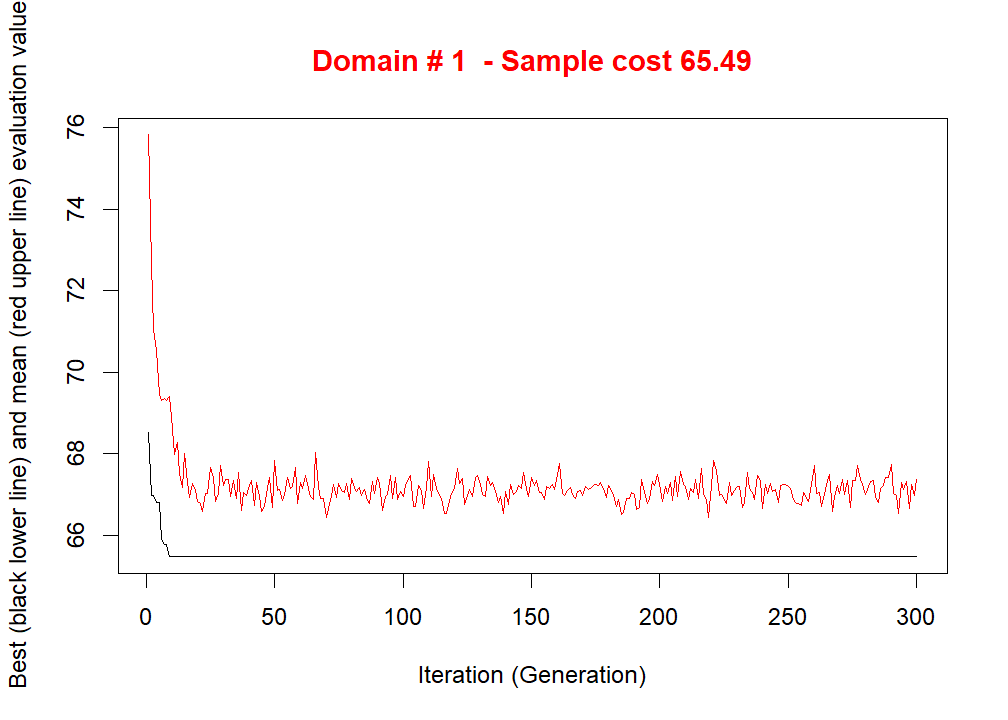 Domain # 1  - Sample cost 65.49
Best (black lower line) and mean (red upper line) evaluation value
76
74
72
70
68
66
0 50 100 150 200 250 300
Iteration (Generation)